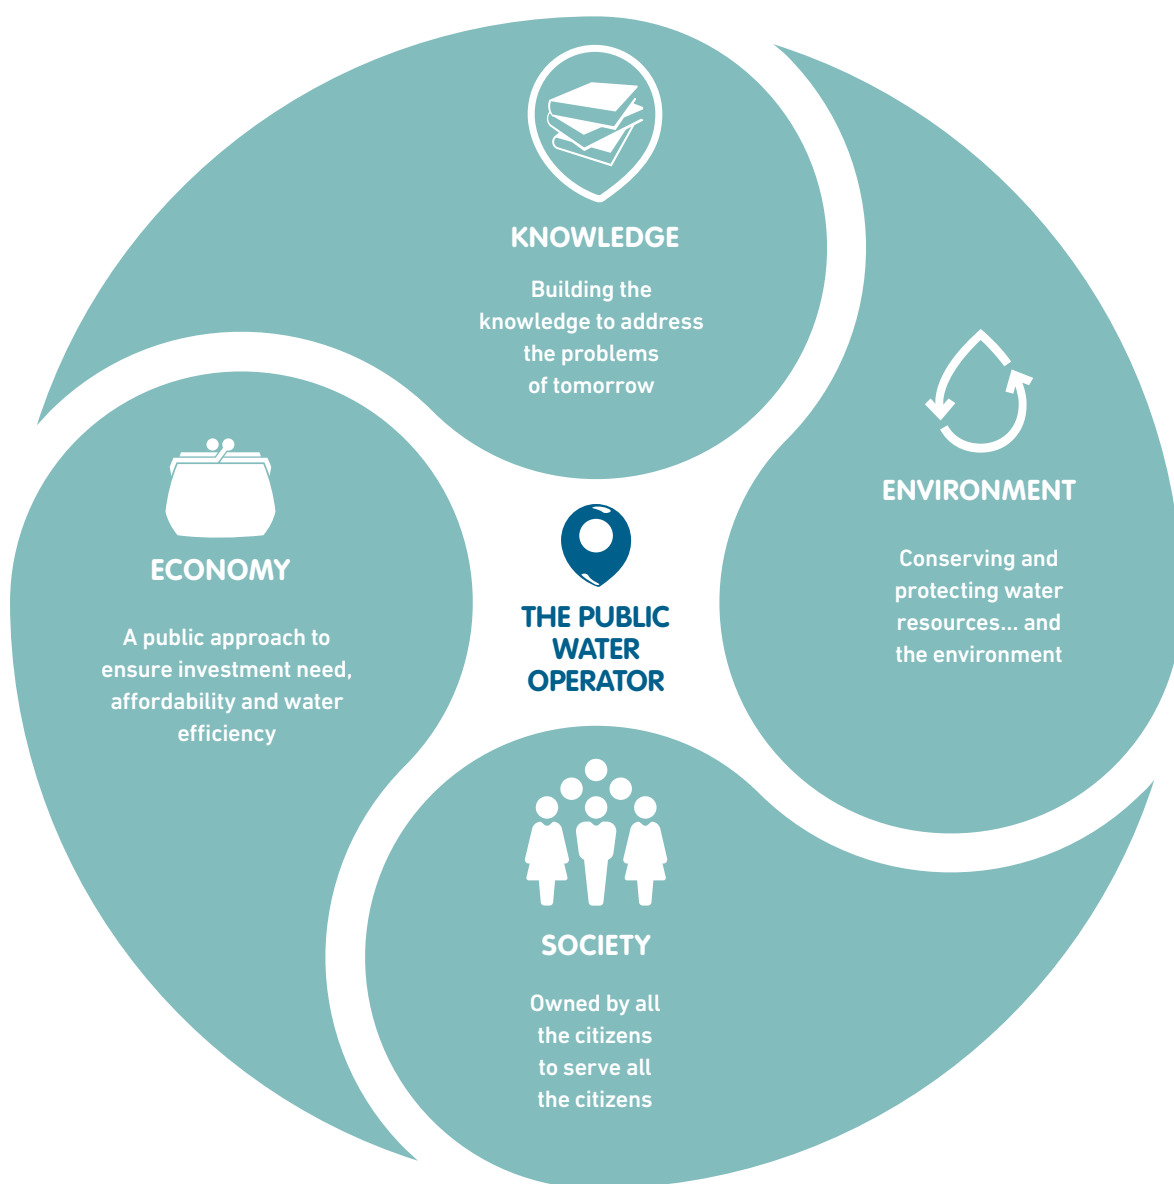 KNOWLEDGE
Building the
knowledge to address
the problems
of tomorrow
ENVIRONMENT
Conserving and
protecting water
resources... and
the environment
ECONOMY
A public approach to
ensure investment need,
affordability and water
efficiency
THE PUBLIC
WATER
OPERATOR
SOCIETY
Owned by all
the citizens
to serve all
the citizens